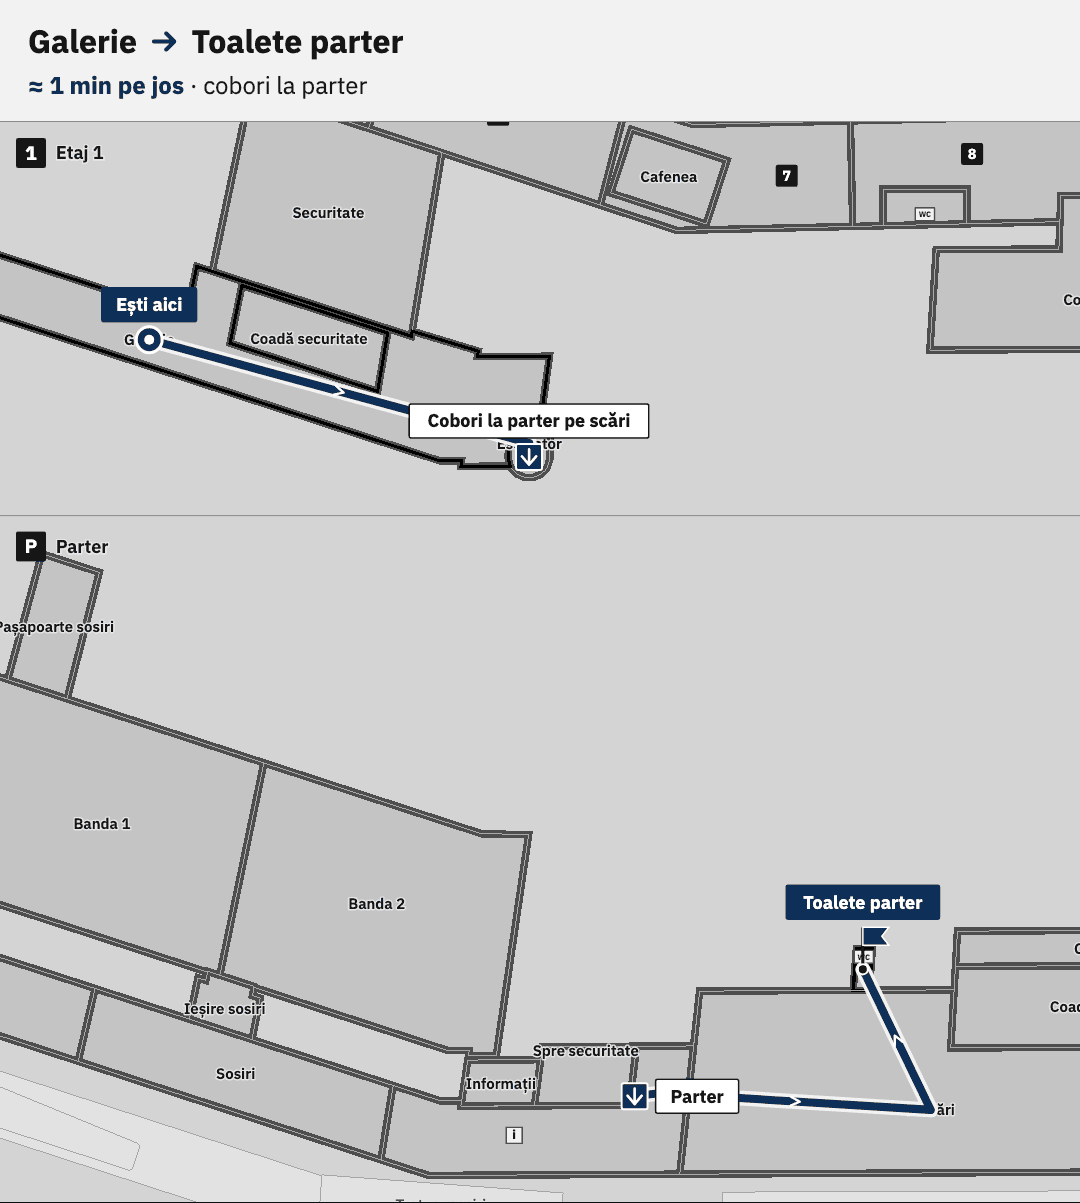 Galerie → Toalete parter
≈ 1 min pe jos · cobori la parter
1 Etaj 1
Cafenea
7
8
WC
Securitate
Ești aici
Coadă securitate
Cobori la parter pe scări
P Parter
Pașapoarte sosiri
Banda 1
Banda 2
Toalete parter
WC
Ieșire sosiri
Spre securitate
Sosiri
Informații
Parter
i